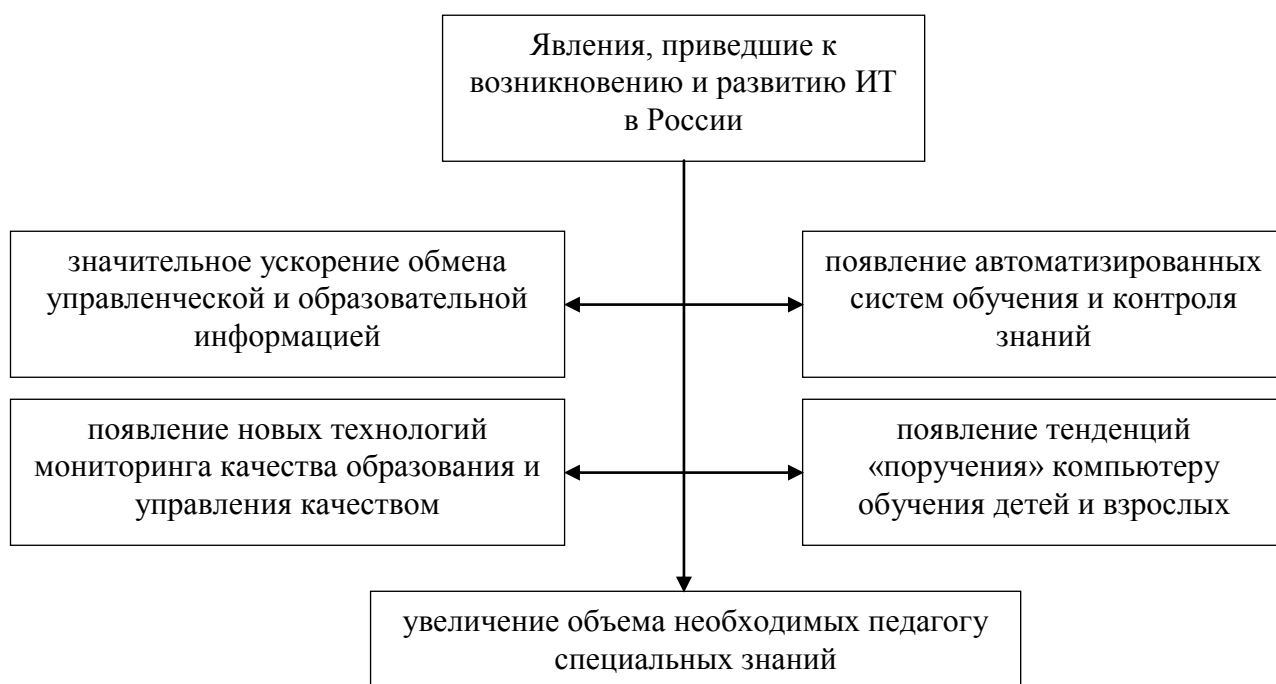 Явления, приведшие к
возникновению и развитию ИТ
в России
значительное ускорение обмена
управленческой и образовательной
информацией
появление автоматизированных
систем обучения и контроля
знаний
появление новых технологий
мониторинга качества образования и
управления качеством
появление тенденций
«поручения» компьютеру
обучения детей и взрослых
увеличение объема необходимых педагогу
специальных знаний